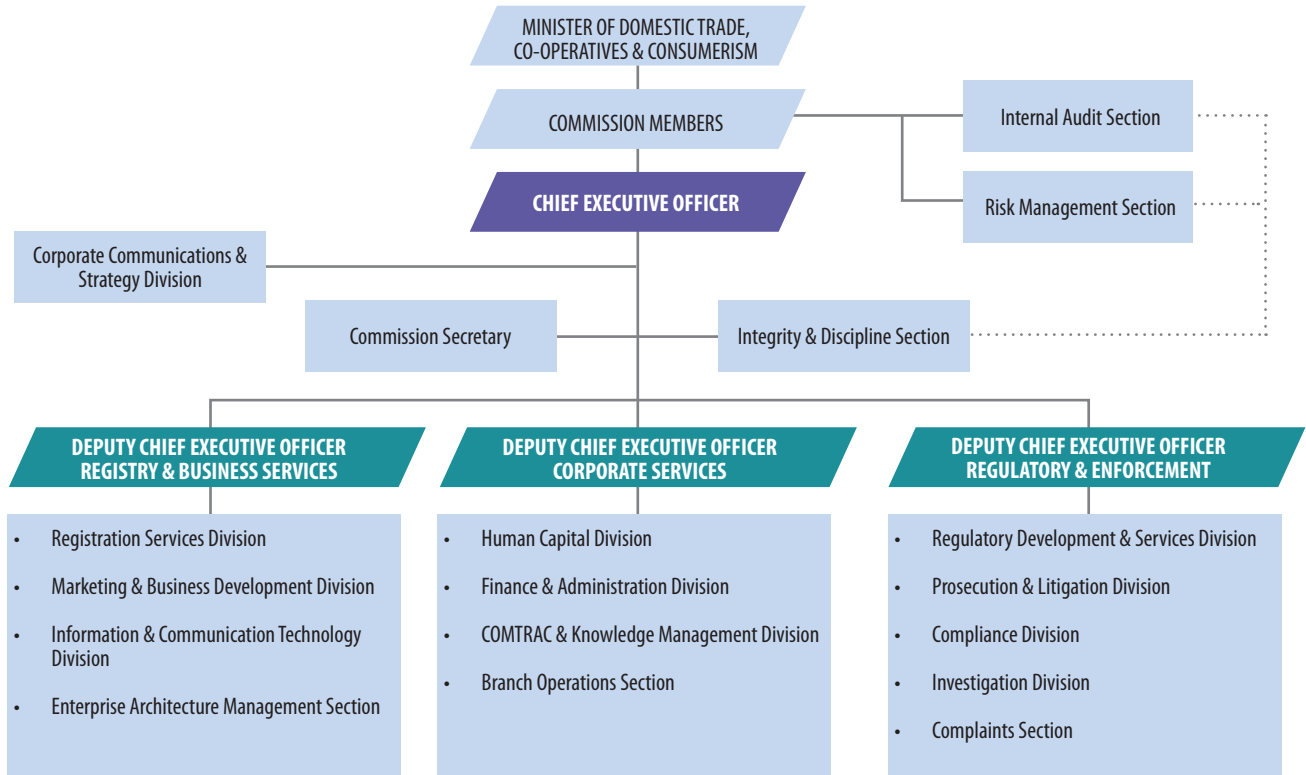 MINISTER OF DOMESTIC TRADE,
CO-OPERATIVES & CONSUMERISM
COMMISSION MEMBERS
Internal Audit Section
Risk Management Section
CHIEF EXECUTIVE OFFICER
Corporate Communications &
Strategy Division
Commission Secretary
Integrity & Discipline Section
DEPUTY CHIEF EXECUTIVE OFFICER
REGISTRY & BUSINESS SERVICES
• Registration Services Division
• Marketing & Business Development Division
• Information & Communication Technology
Division
• Enterprise Architecture Management Section
DEPUTY CHIEF EXECUTIVE OFFICER
CORPORATE SERVICES
• Human Capital Division
• Finance & Administration Division
• COMTRAC & Knowledge Management Division
• Branch Operations Section
DEPUTY CHIEF EXECUTIVE OFFICER
REGULATORY & ENFORCEMENT
• Regulatory Development & Services Division
• Prosecution & Litigation Division
• Compliance Division
• Investigation Division
• Complaints Section